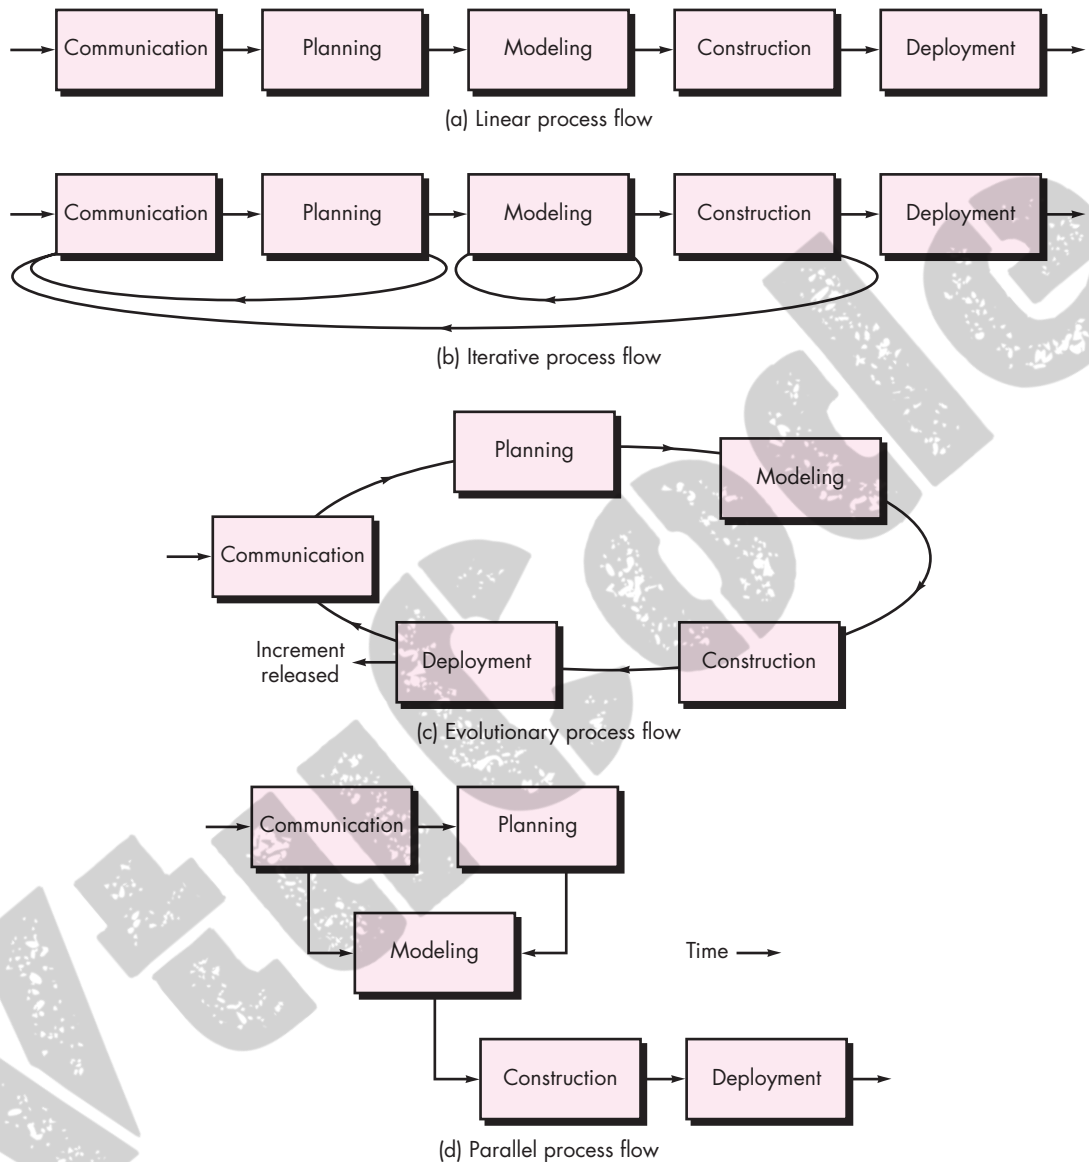 Communication Planning Modeling Construction Deployment
(a) Linear process flow
Communication Planning Modeling Construction Deployment
(b) Iterative process flow
Planning
Modeling
Communication
Increment
released
Deployment
Construction
(c) Evolutionary process flow
Communication Planning
Modeling
Time
Construction Deployment
(d) Parallel process flow
VtuCode